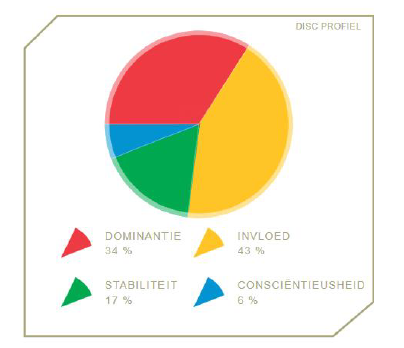 DISC PROFIEL
DOMINANTIE
34 %
INVLOED
43 %
STABILITEIT
17 %
CONSCIËNTIEUSHEID
6 %